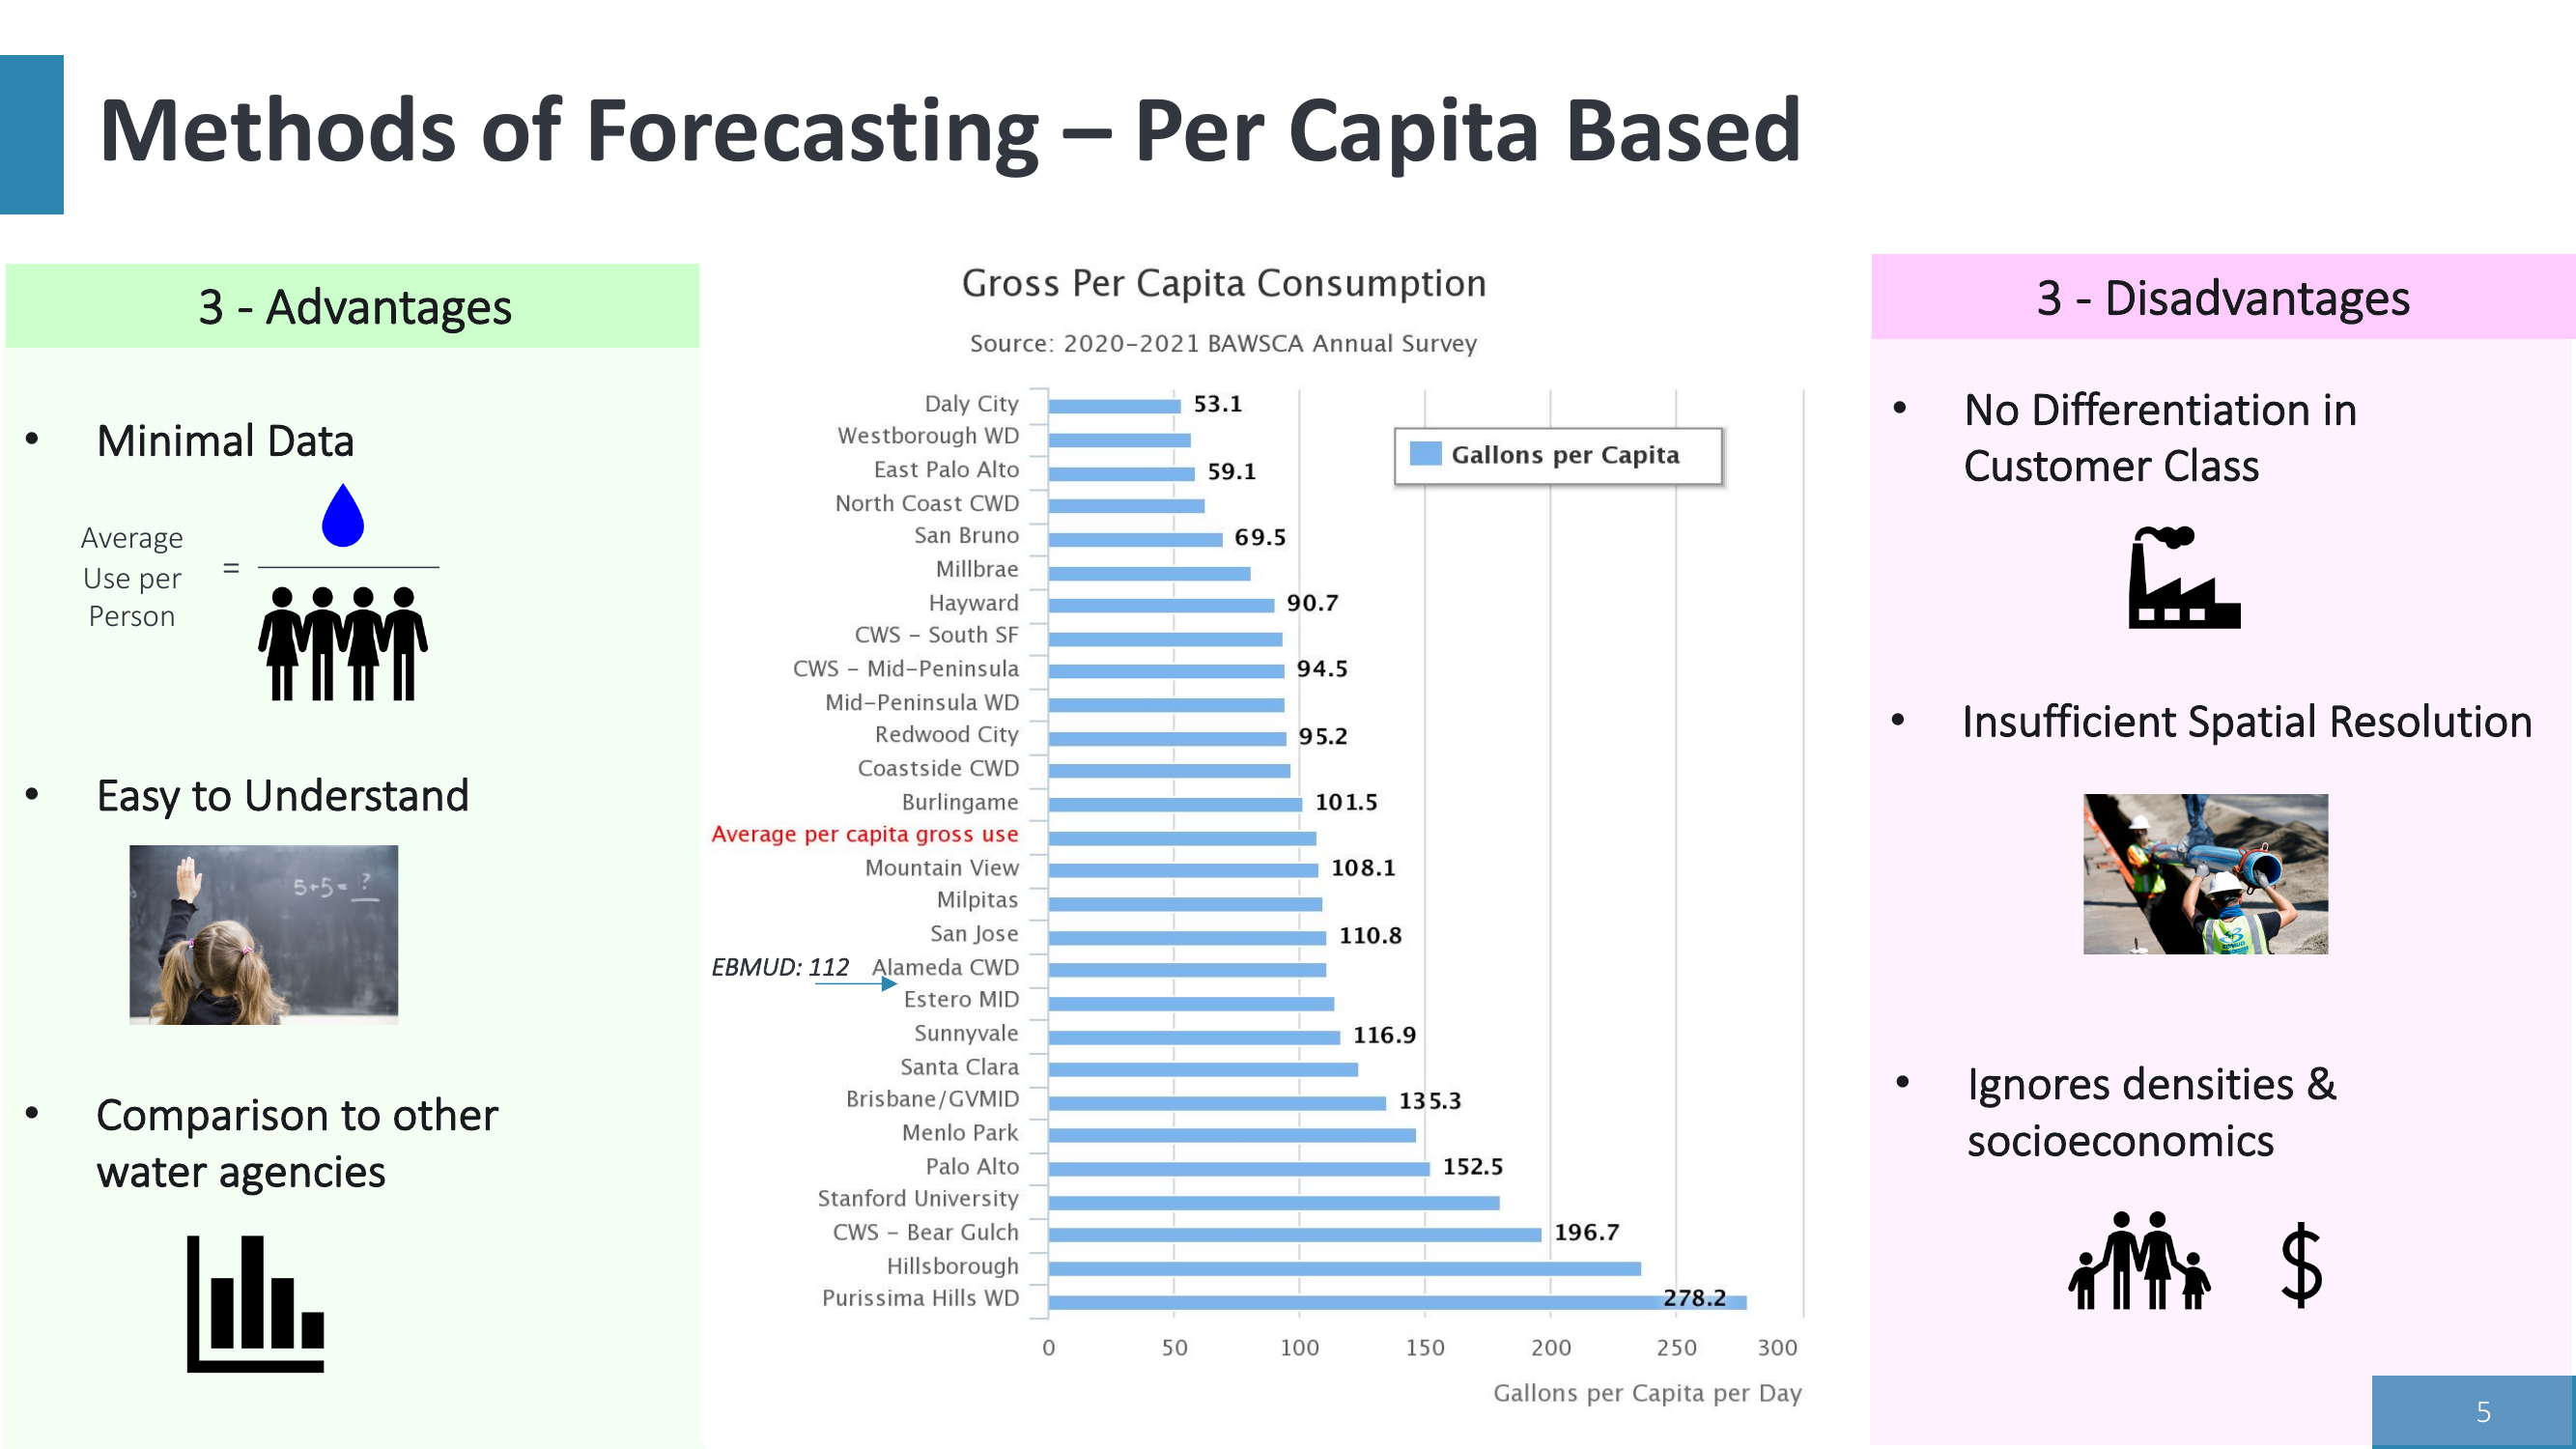 Methods of Forecasting – Per Capita Based
3 - Advantages
• Minimal Data
Average
Use per
Person
=
• Easy to Understand
5+5= ?
• Comparison to other
water agencies
Gross Per Capita Consumption
Source: 2020-2021 BAWSCA Annual Survey
Gallons per Capita
Daly City 53.1
Westborough WD
East Palo Alto 59.1
North Coast CWD
San Bruno 69.5
Millbrae
Hayward 90.7
CWS - South SF
CWS - Mid-Peninsula 94.5
Mid-Peninsula WD
Redwood City 95.2
Coastside CWD
Burlingame 101.5
Average per capita gross use
Mountain View 108.1
Milpitas
San Jose 110.8
EBMUD: 112 Alameda CWD
Estero MID
Sunnyvale 116.9
Santa Clara
Brisbane/GVMID 135.3
Menlo Park
Palo Alto 152.5
Stanford University
CWS - Bear Gulch 196.7
Hillsborough
Purissima Hills WD 278.2
0 50 100 150 200 250 300
Gallons per Capita per Day
3 - Disadvantages
• No Differentiation in
Customer Class
• Insufficient Spatial Resolution
• Ignores densities &
socioeconomics
$
5